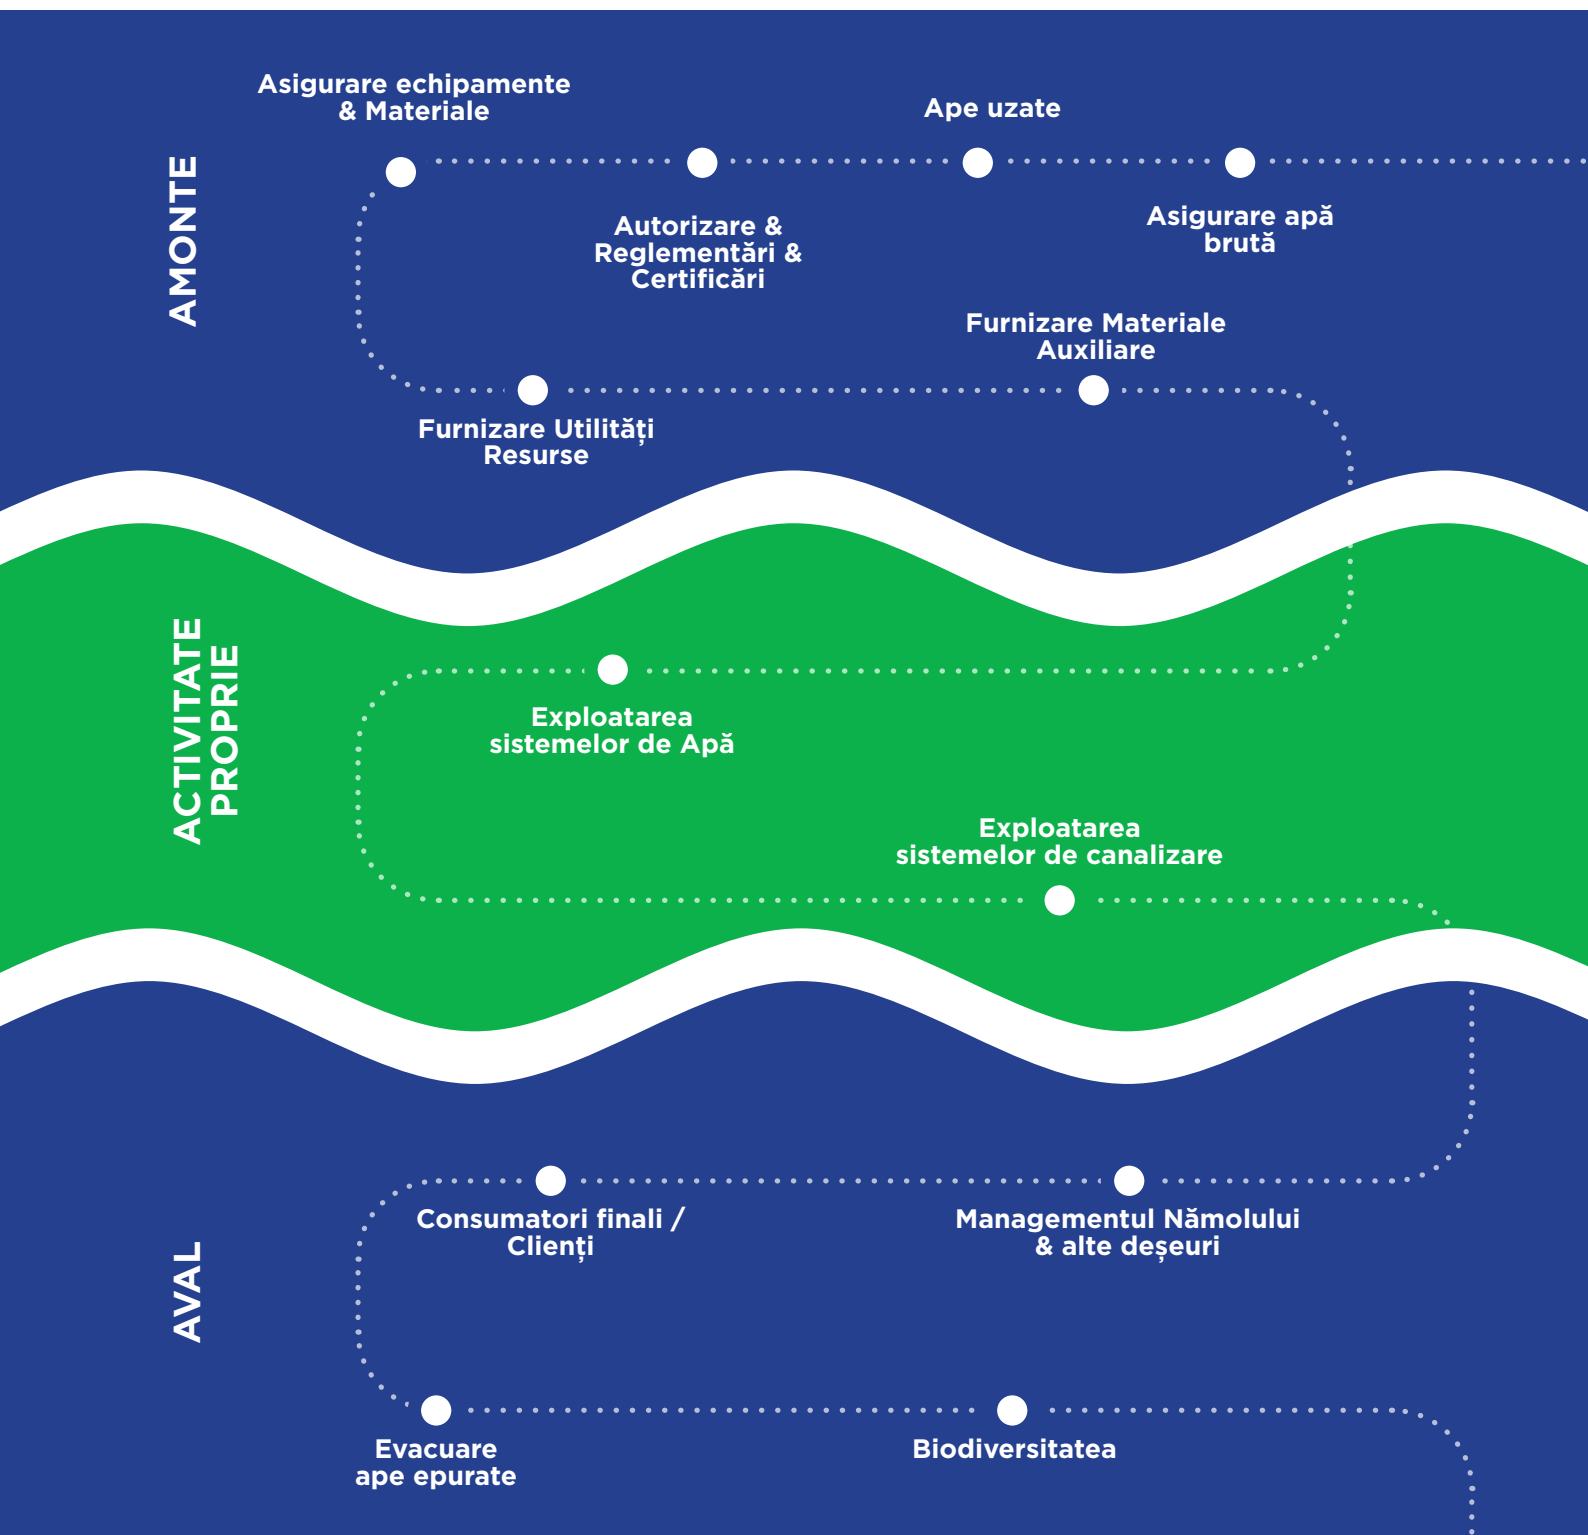 AMONTE
Asigurare echipamente
& Materiale
Ape uzate
Autorizare &
Reglementări &
Certificări
Asigurare apă
brută
Furnizare Materiale
Auxiliare
Furnizare Utilități
Resurse
ACTIVITATE
PROPRIE
Exploatarea
sistemelor de Apă
Exploatarea
sistemelor de canalizare
AVAL
Consumatori finali /
Clienți
Managementul Nămolului
& alte deșeuri
Evacuare
ape epurate
Biodiversitatea